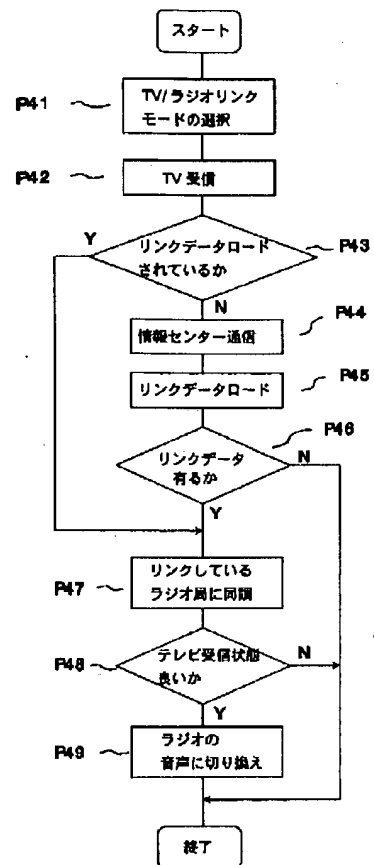 スタート
P41
TV/ラジオリンク
モードの選択
P42
TV 受信
Y
リンクデータロード
されているか
P43
N
P44
情報センター通信
P45
リンクデータロード
P46
リンクデータ
有るか
N
Y
P47
リンクしている
ラジオ局に同調
P48
テレビ受信状態
良いか
N
Y
P49
ラジオの
音声に切り換え
終了